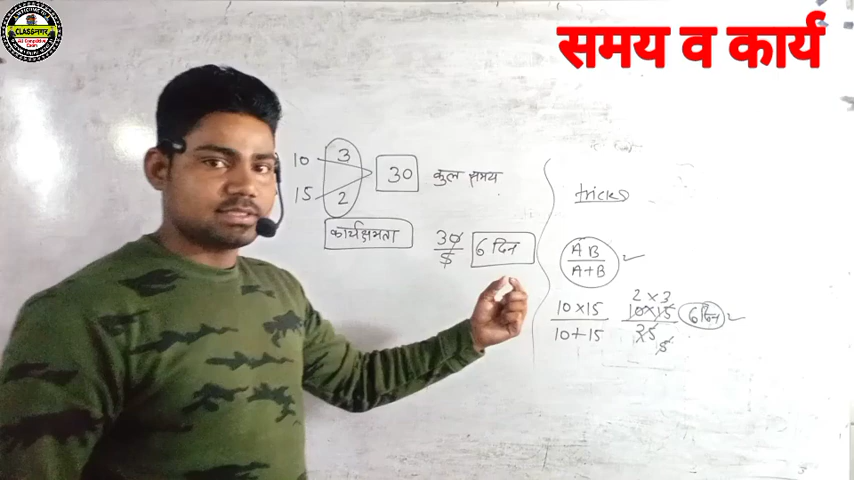 CLASSनगर
समय व कार्य
10 3
15 2
30 कुल समय
कार्यक्षमता
30/5 6 दिन
tricks
AB/A+B
10×15/10+15
2×3
10×15/25
5
6 दिन